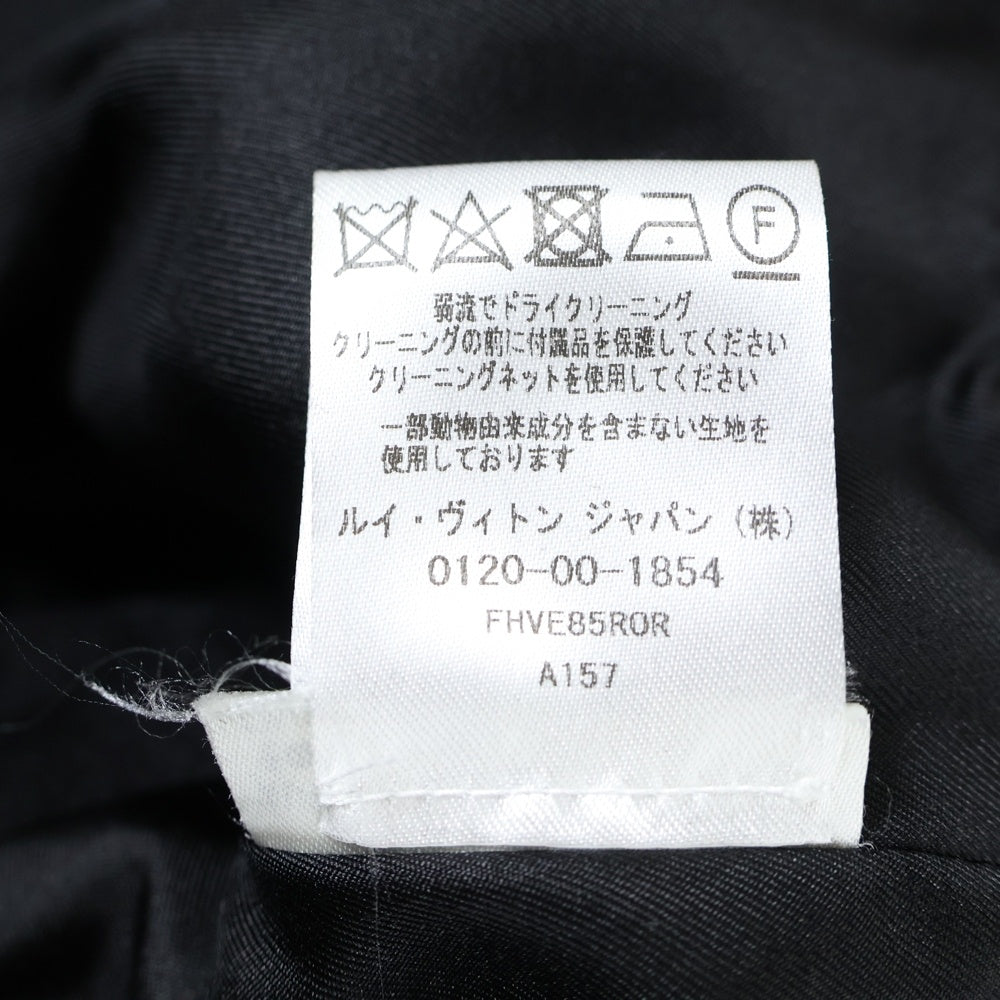 F
弱流でドライクリーニング
クリーニングの前に付属品を保護してください
クリーニングネットを使用してください
一部動物由来成分を含まない生地を
使用しております
ルイ・ヴィトン ジャパン (株)
0120-00-1854
FHVE85R0R
A157